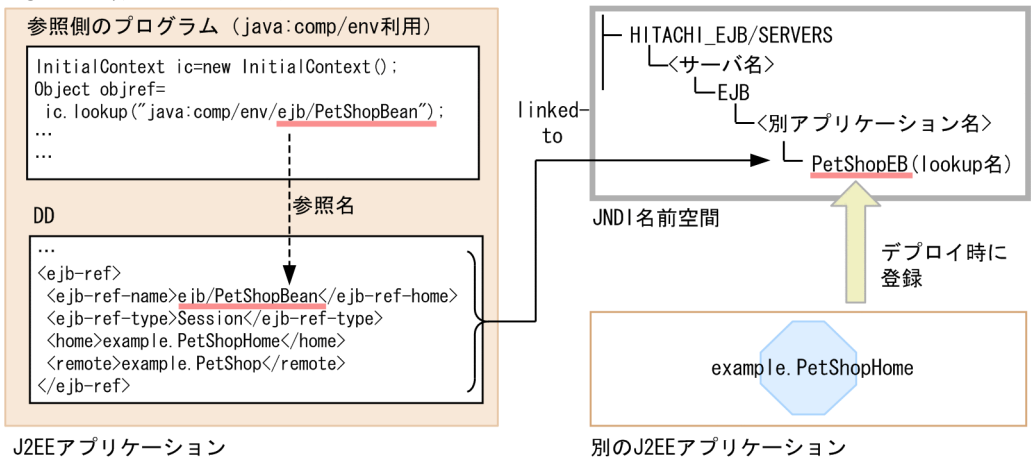 参照側のプログラム（java:comp/env利用）
InitialContext ic=new InitialContext();
Object objref=
ic.lookup("java:comp/env/ejb/PetShopBean");
...
...
参照名
DD
...
<ejb-ref>
<ejb-ref-name>ejb/PetShopBean</ejb-ref-home>
<ejb-ref-type>Session</ejb-ref-type>
<home>example.PetShopHome</home>
<remote>example.PetShop</remote>
</ejb-ref>
J2EEアプリケーション
linked-
to
HITACHI_EJB/SERVERS
<サーバ名>
EJB
<別アプリケーション名>
PetShopEB(lookup名)
JNDI名前空間
デプロイ時に
登録
example.PetShopHome
別のJ2EEアプリケーション